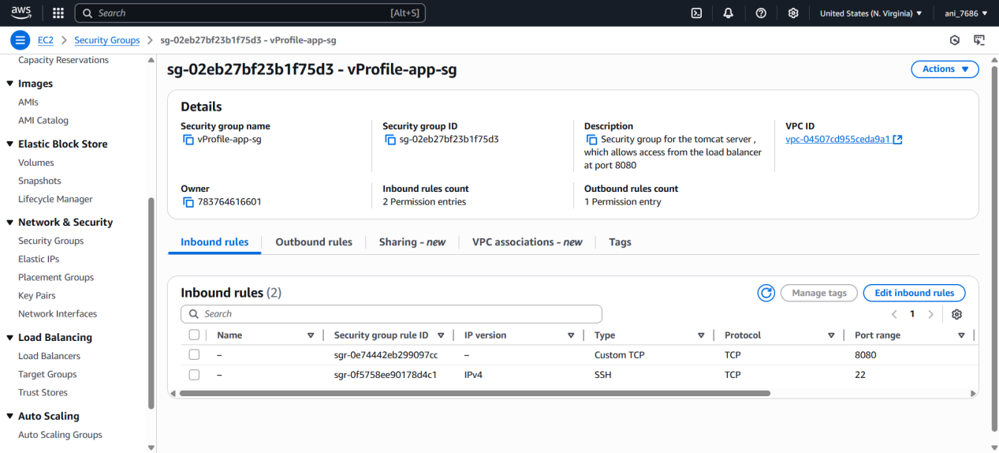 aws
Search [Alt+S]
United States (N. Virginia) ▼
ani_7686 ▼
EC2 > Security Groups > sg-02eb27bf23b1f75d3 - vProfile-app-sg
Capacity Reservations
Images
AMIs
AMI Catalog
Elastic Block Store
Volumes
Snapshots
Lifecycle Manager
Network & Security
Security Groups
Elastic IPs
Placement Groups
Key Pairs
Network Interfaces
Load Balancing
Load Balancers
Target Groups
Trust Stores
Auto Scaling
Auto Scaling Groups
sg-02eb27bf23b1f75d3 - vProfile-app-sg
Actions ▼
Details
Security group name
vProfile-app-sg
Security group ID
sg-02eb27bf23b1f75d3
Description
Security group for the tomcat server ,
which allows access from the load balancer
at port 8080
VPC ID
vpc-04507cd955ceda9a1
Owner
783764616601
Inbound rules count
2 Permission entries
Outbound rules count
1 Permission entry
Inbound rules
Outbound rules
Sharing - new
VPC associations - new
Tags
Inbound rules (2)
Manage tags
Edit inbound rules
Search
< 1 >
Name Security group rule ID IP version Type Protocol Port range
– sgr-0e74442eb299097cc – Custom TCP TCP 8080
– sgr-0f5758ee90178d4c1 IPv4 SSH TCP 22